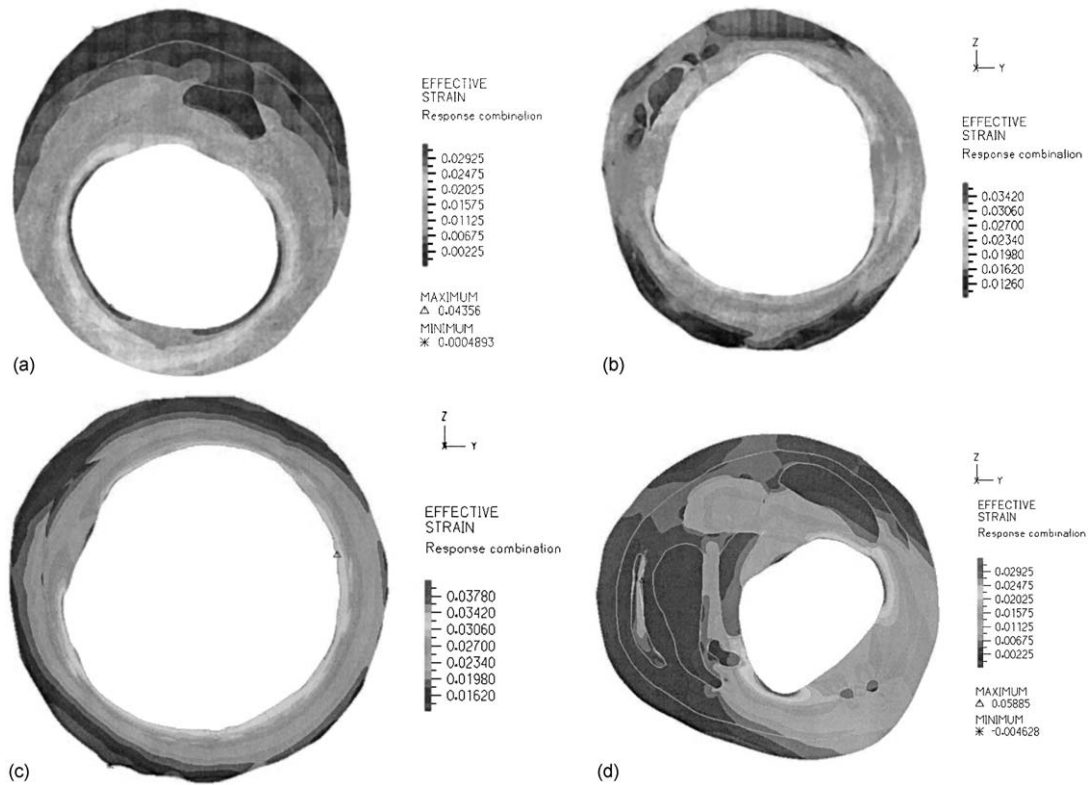 EFFECTIVE
STRAIN
Response combination
0.02925
0.02475
0.02025
0.01575
0.01125
0.00675
0.00225
MAXIMUM
△ 0.04356
MINIMUM
✳ 0.0004893
(a)
Z
X Y
EFFECTIVE
STRAIN
Response combination
0.03420
0.03060
0.02700
0.02340
0.01980
0.01620
0.01260
(b)
Z
X Y
EFFECTIVE
STRAIN
Response combination
0.03780
0.03420
0.03060
0.02700
0.02340
0.01980
0.01620
(c)
Z
X Y
EFFECTIVE
STRAIN
Response combination
0.02925
0.02475
0.02025
0.01575
0.01125
0.00675
0.00225
MAXIMUM
△ 0.05885
MINIMUM
✳ -0.004628
(d)